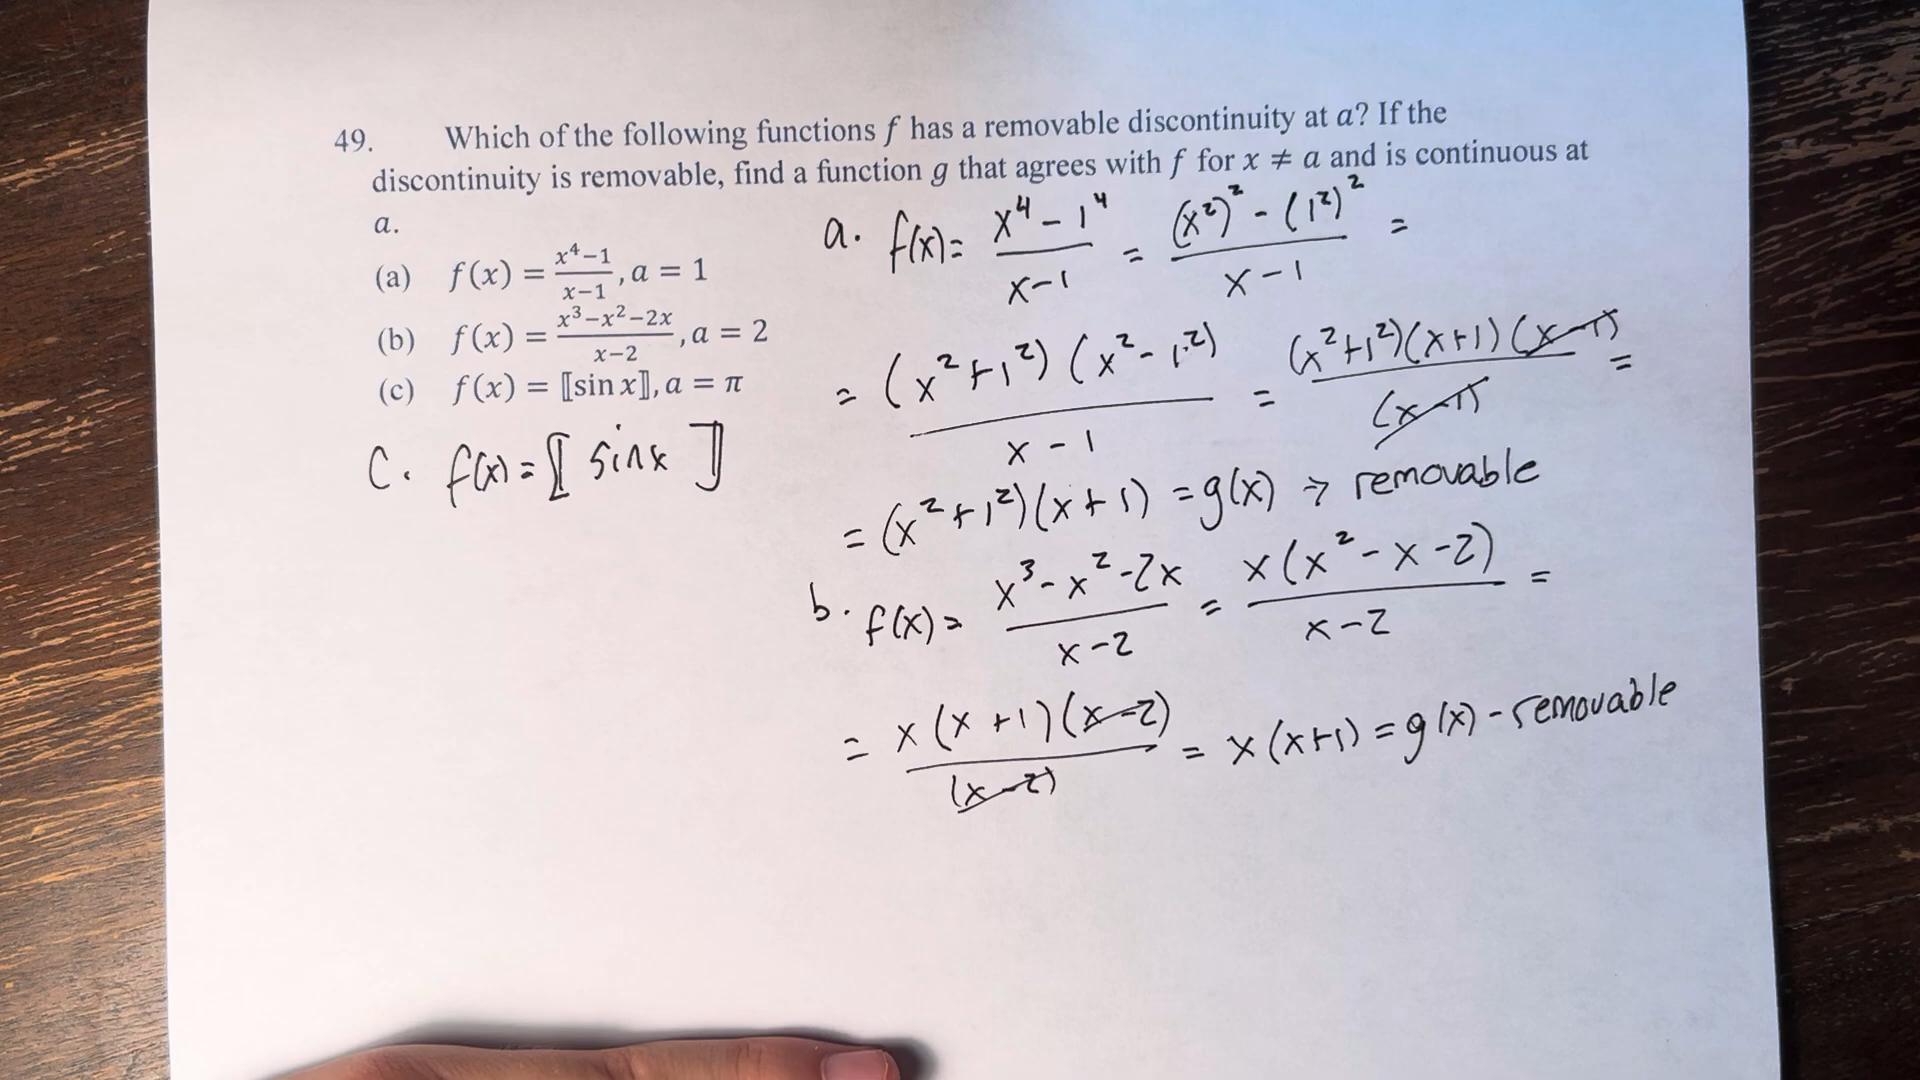 49. Which of the following functions f has a removable discontinuity at a? If the
discontinuity is removable, find a function g that agrees with f for x ≠ a and is continuous at
a.
(a) f(x) = (x⁴−1)/(x−1), a = 1
(b) f(x) = (x³−x²−2x)/(x−2), a = 2
(c) f(x) = ⟦sin x⟧, a = π
C. f(x) = ⟦ sinx ⟧
a. f(x) = (x⁴ − 1⁴)/(x−1) = ((x²)² − (1²)²)/(x−1) =
= (x²+1²)(x²−1²)/(x−1) = (x²+1²)(x+1)(x−1)/(x−1) =
= (x²+1²)(x+1) = g(x) → removable
b. f(x) = (x³−x²−2x)/(x−2) = x(x²−x−2)/(x−2) =
= x(x+1)(x−2)/(x−2) = x(x+1) = g(x) - removable